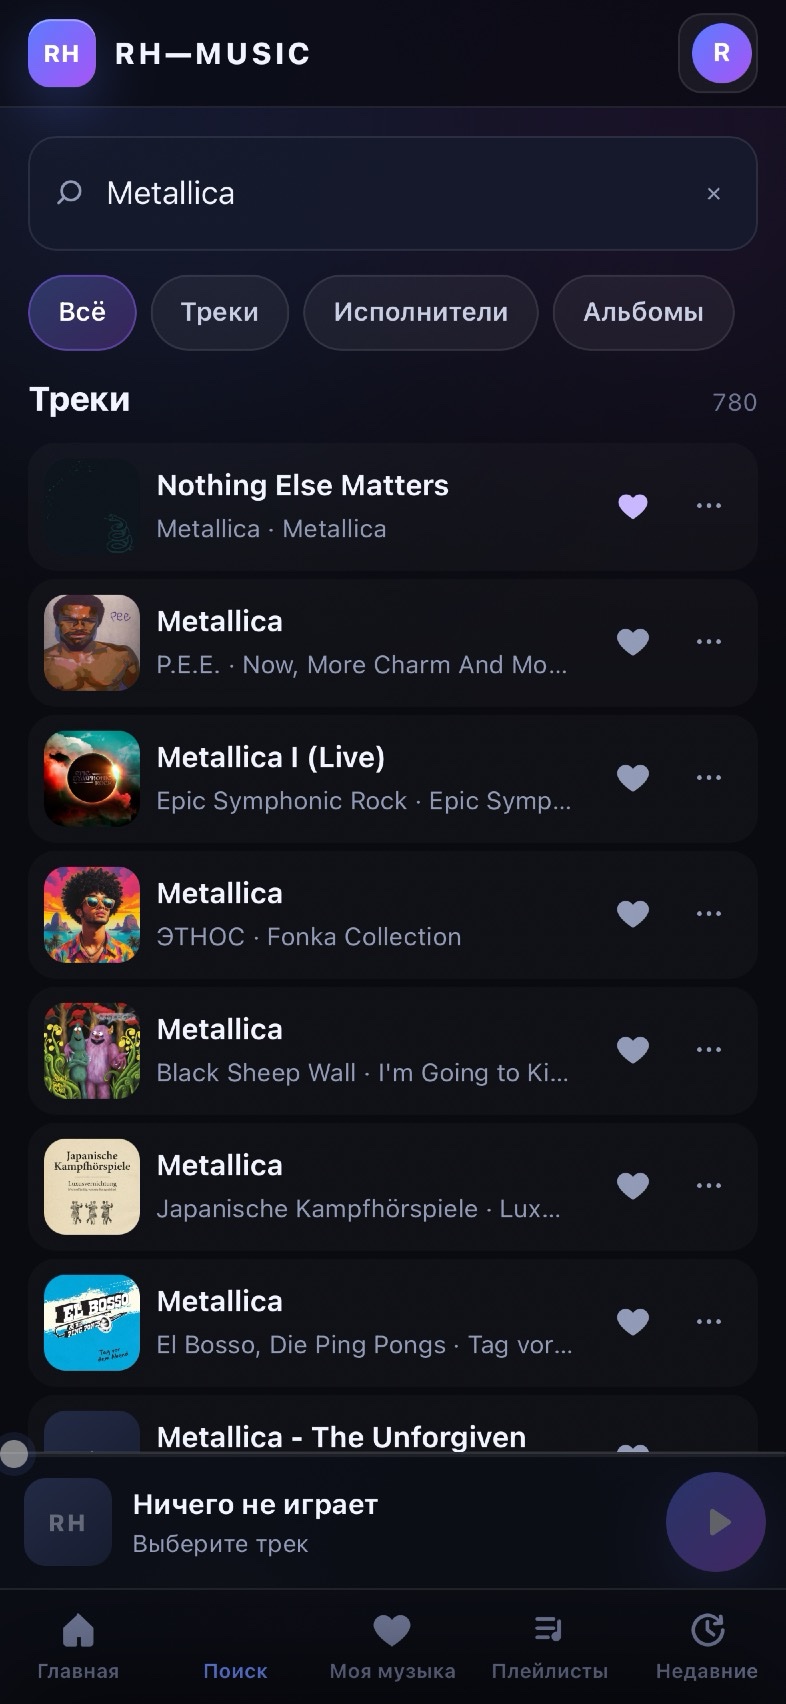 RH
RH—MUSIC
R
Metallica
×
Всё
Треки
Исполнители
Альбомы
Треки
780
Nothing Else Matters
Metallica · Metallica
Pee
Metallica
P.E.E. · Now, More Charm And Mo...
Metallica I (Live)
Epic Symphonic Rock · Epic Symp...
Metallica
ЭТНОС · Fonka Collection
Metallica
Black Sheep Wall · I'm Going to Ki...
Japanische
Kampfhörspiele
Luxusvernichtung
Metallica
Japanische Kampfhörspiele · Lux...
EL BOSSO
Metallica
El Bosso, Die Ping Pongs · Tag vor...
Metallica - The Unforgiven
RH
Ничего не играет
Выберите трек
Главная
Поиск
Моя музыка
Плейлисты
Недавние